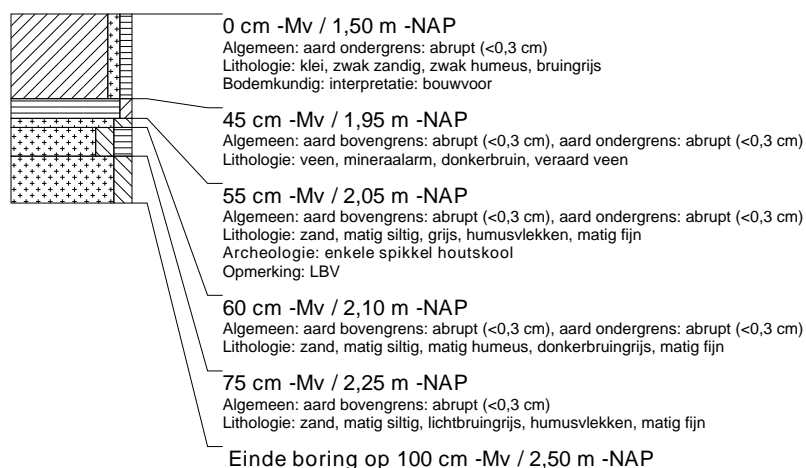 0 cm -Mv / 1,50 m -NAP
Algemeen: aard ondergrens: abrupt (<0,3 cm)
Lithologie: klei, zwak zandig, zwak humeus, bruingrijs
Bodemkundig: interpretatie: bouwvoor
45 cm -Mv / 1,95 m -NAP
Algemeen: aard bovengrens: abrupt (<0,3 cm), aard ondergrens: abrupt (<0,3 cm)
Lithologie: veen, mineraalarm, donkerbruin, veraard veen
55 cm -Mv / 2,05 m -NAP
Algemeen: aard bovengrens: abrupt (<0,3 cm), aard ondergrens: abrupt (<0,3 cm)
Lithologie: zand, matig siltig, grijs, humusvlekken, matig fijn
Archeologie: enkele spikkel houtskool
Opmerking: LBV
60 cm -Mv / 2,10 m -NAP
Algemeen: aard bovengrens: abrupt (<0,3 cm), aard ondergrens: abrupt (<0,3 cm)
Lithologie: zand, matig siltig, matig humeus, donkerbruingrijs, matig fijn
75 cm -Mv / 2,25 m -NAP
Algemeen: aard bovengrens: abrupt (<0,3 cm)
Lithologie: zand, matig siltig, lichtbruingrijs, humusvlekken, matig fijn
Einde boring op 100 cm -Mv / 2,50 m -NAP